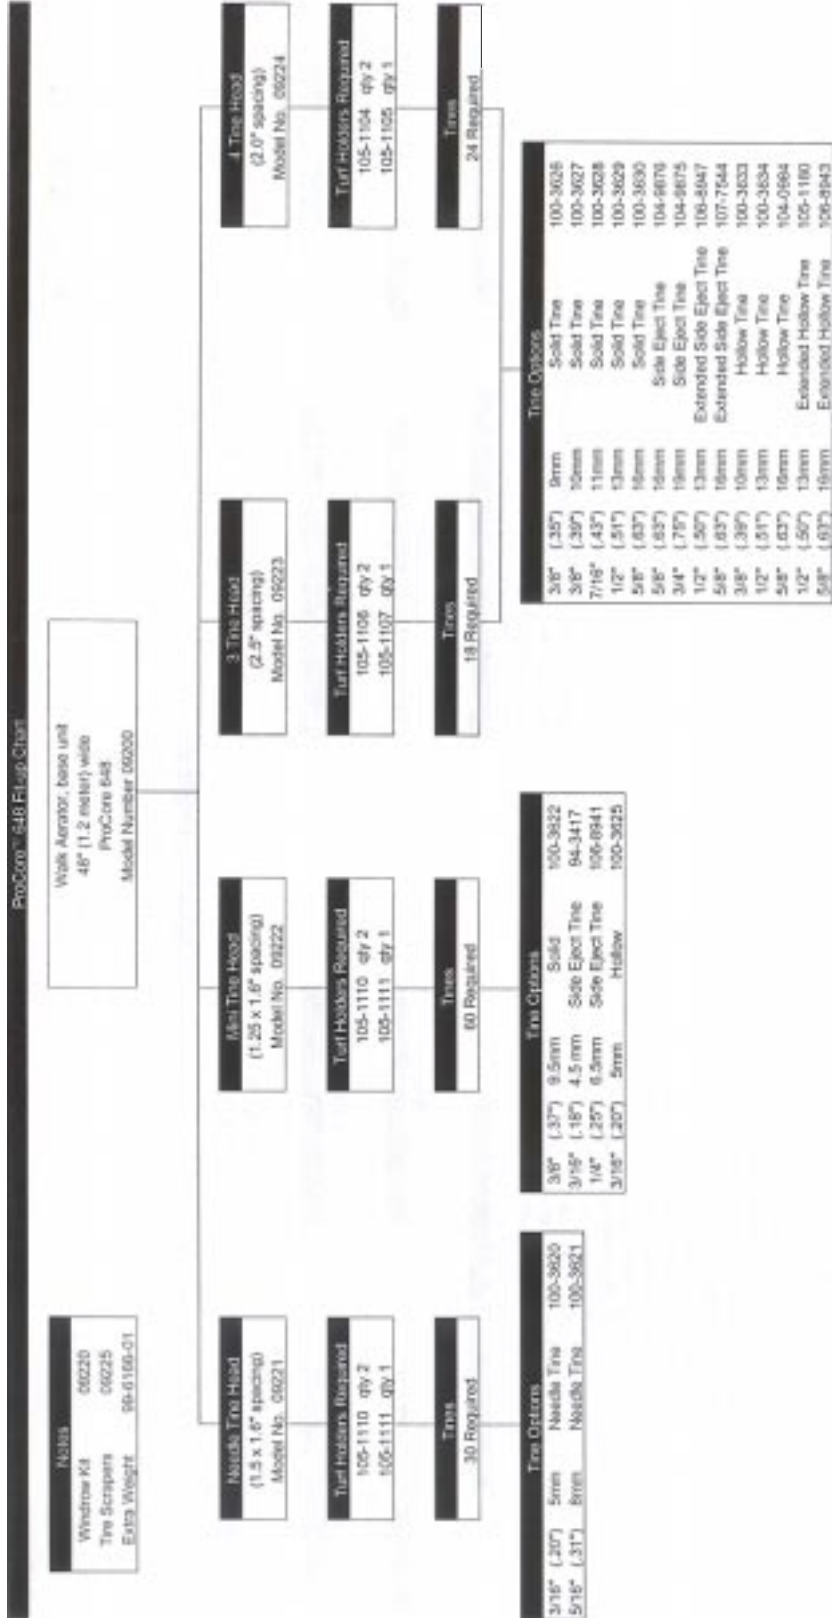 ProCore™ 648 Fit-up Chart
Notes
Windrow Kit 09220
Tire Scrapers 09225
Extra Weight 99-6166-01
Walk Aerator, base unit
48" (1.2 meter) wide
ProCore 648
Model Number 09200
Needle Tine Head
(1.5 x 1.6" spacing)
Model No. 09221
Turf Holders Required
105-1110 qty 2
105-1111 qty 1
Tines
30 Required
Tine Options
3/16" (.20") 5mm Needle Tine 100-3620
5/16" (.31") 8mm Needle Tine 100-3621
Mini Tine Head
(1.25 x 1.6" spacing)
Model No. 09222
Turf Holders Required
105-1110 qty 2
105-1111 qty 1
Tines
60 Required
Tine Options
3/8" (.37") 9.5mm Solid 100-3622
3/16" (.18") 4.5 mm Side Eject Tine 94-3417
1/4" (.25") 6.5mm Side Eject Tine 106-8941
3/16" (.20") 5mm Hollow 100-3625
3 Tine Head
(2.5" spacing)
Model No. 09223
Turf Holders Required
105-1106 qty 2
105-1107 qty 1
Tines
18 Required
4 Tine Head
(2.0" spacing)
Model No. 09224
Turf Holders Required
105-1104 qty 2
105-1105 qty 1
Tines
24 Required
Tine Options
3/8" (.35") 9mm Solid Tine 100-3626
3/8" (.39") 10mm Solid Tine 100-3627
7/16" (.43") 11mm Solid Tine 100-3628
1/2" (.51") 13mm Solid Tine 100-3629
5/8" (.63") 16mm Solid Tine 100-3630
5/8" (.63") 16mm Side Eject Tine 104-9676
3/4" (.75") 19mm Side Eject Tine 104-9675
1/2" (.50") 13mm Extended Side Eject Tine 106-8947
5/8" (.63") 16mm Extended Side Eject Tine 107-7544
3/8" (.39") 10mm Hollow Tine 100-3633
1/2" (.51") 13mm Hollow Tine 100-3634
5/8" (.63") 16mm Hollow Tine 104-0984
1/2" (.50") 13mm Extended Hollow Tine 105-1180
5/8" (.63") 16mm Extended Hollow Tine 106-8943